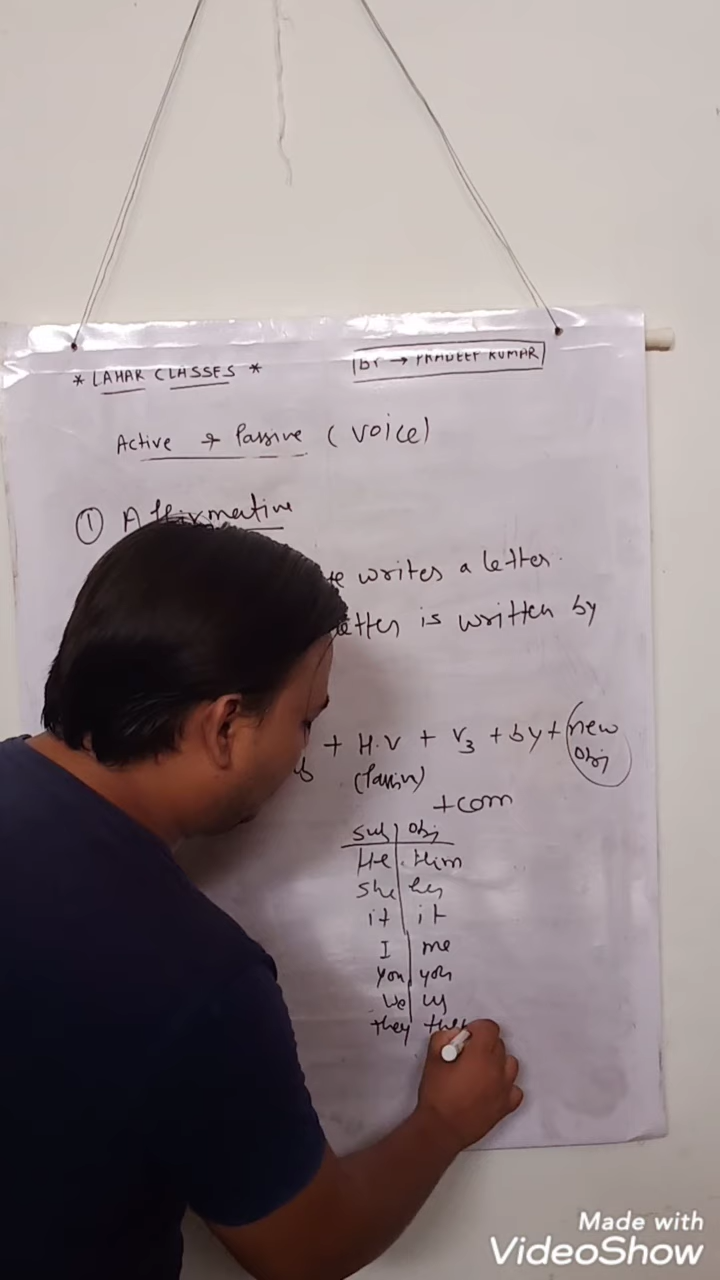 * LAHAR CLASSES *
BY → PRADEEP KUMAR
Active & Passive (voice)
① Affirmative
writes a letter.
letter is written by
+ H.V + V3 + by + new obj
(Passive)
+ com
sub obj
He Him
She her
it it
I me
you you
we us
they the
Made with
VideoShow